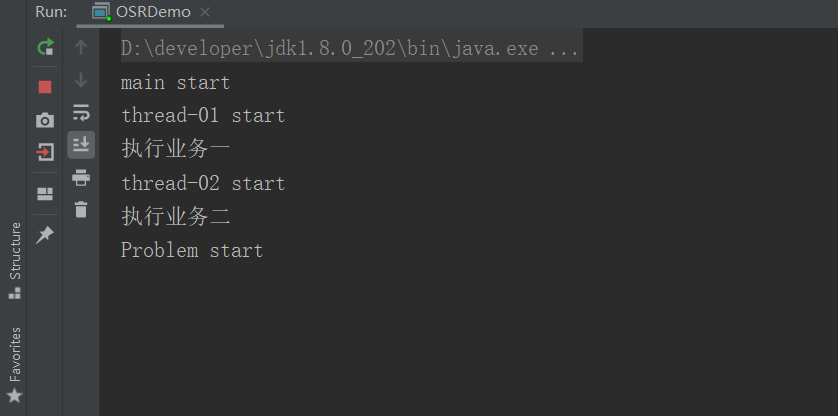 Run: OSRDemo
D:\developer\jdk1.8.0_202\bin\java.exe ...
main start
thread-01 start
执行业务一
thread-02 start
执行业务二
Problem start
Structure
Favorites